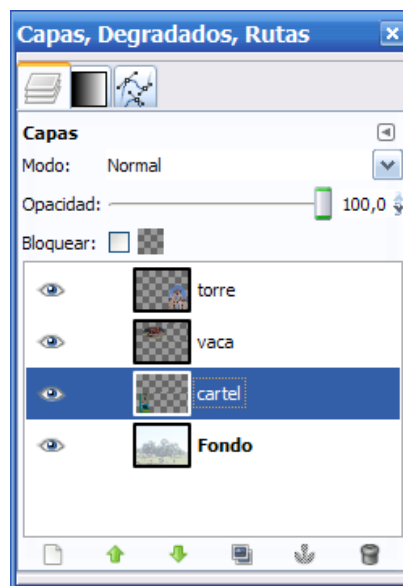 Capas, Degradados, Rutas
Capas
Modo: Normal
Opacidad: 100,0
Bloquear:
torre
vaca
cartel
Fondo